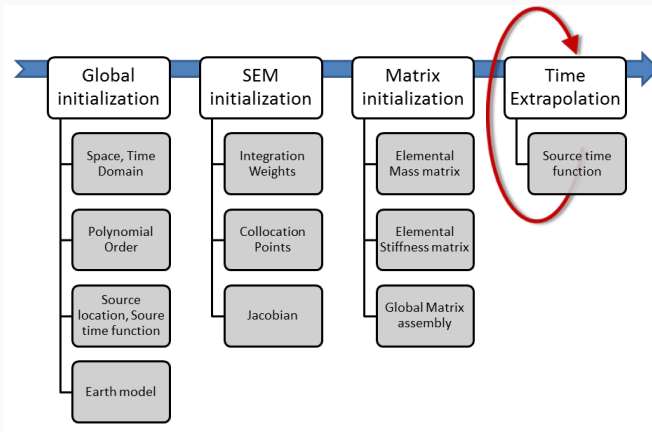 Global
initialization
Space, Time
Domain
Polynomial
Order
Source
location, Soure
time function
Earth model
SEM
initialization
Integration
Weights
Collocation
Points
Jacobian
Matrix
initialization
Elemental
Mass matrix
Elemental
Stiffness matrix
Global Matrix
assembly
Time
Extrapolation
Source time
function